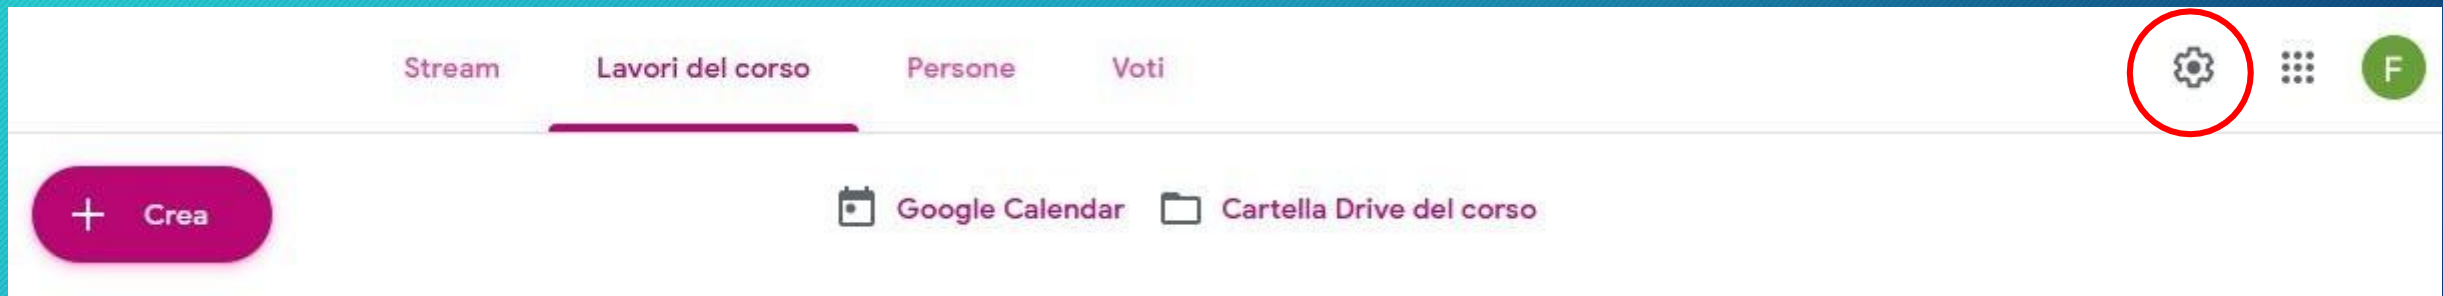 Stream Lavori del corso Persone Voti F
+ Crea Google Calendar Cartella Drive del corso